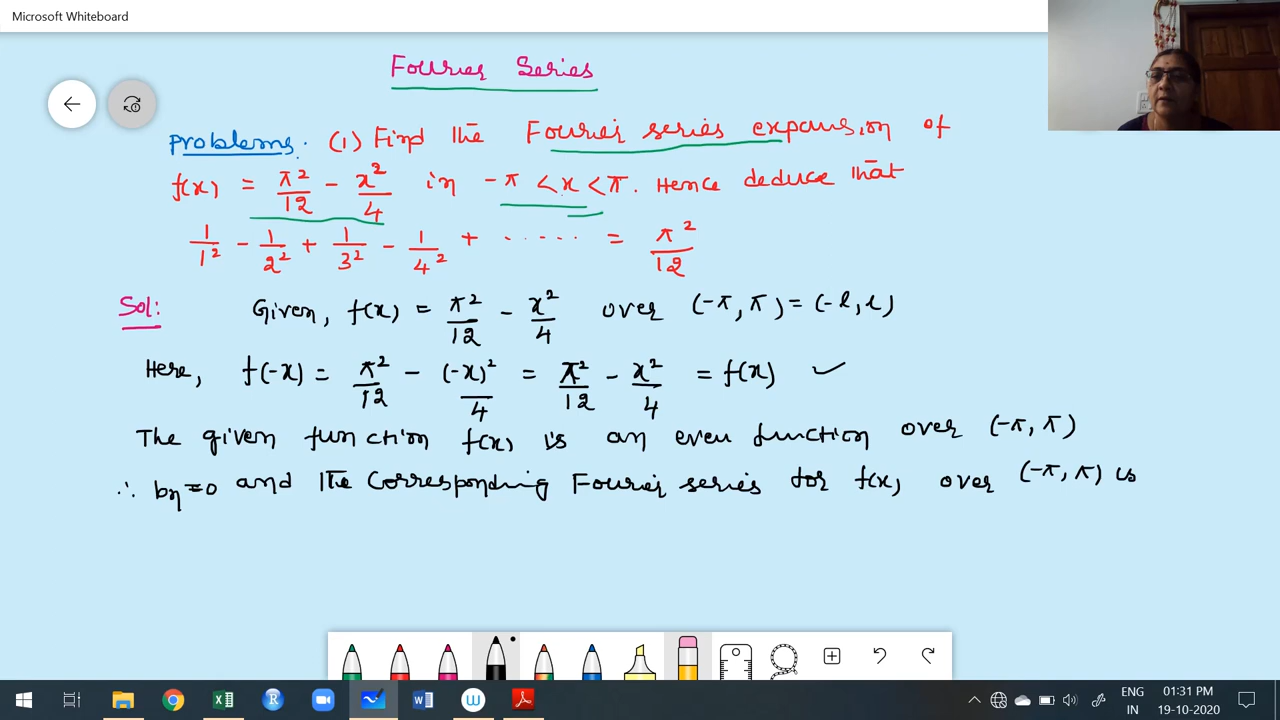 Microsoft Whiteboard
Fourier Series
Problems. (1) Find the Fourier series expansion of
f(x) = π²/12 - x²/4 in -π < x < π. Hence deduce that
1/1² - 1/2² + 1/3² - 1/4² + ...... = π²/12
Sol: Given, f(x) = π²/12 - x²/4 over (-π, π) = (-l, l)
Here, f(-x) = π²/12 - (-x)²/4 = π²/12 - x²/4 = f(x) ✓
The given function f(x) is an even function over (-π, π)
∴ bn = 0 and the corresponding Fourier series for f(x) over (-π, π) is
ENG 01:31 PM
IN 19-10-2020